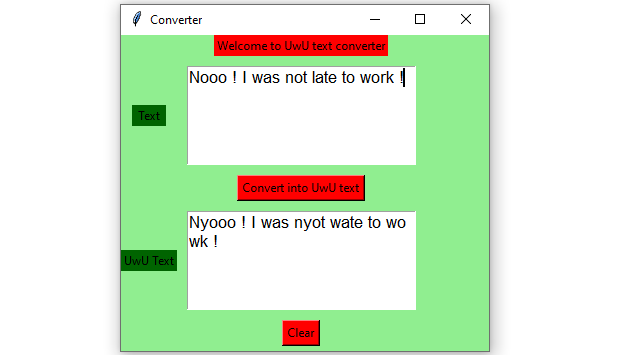 Converter
Welcome to UwU text converter
Text
Nooo ! I was not late to work !
Convert into UwU text
UwU Text
Nyooo ! I was nyot wate to wo
wk !
Clear